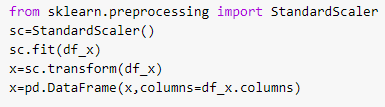 from sklearn.preprocessing import StandardScaler
sc=StandardScaler()
sc.fit(df_x)
x=sc.transform(df_x)
x=pd.DataFrame(x,columns=df_x.columns)